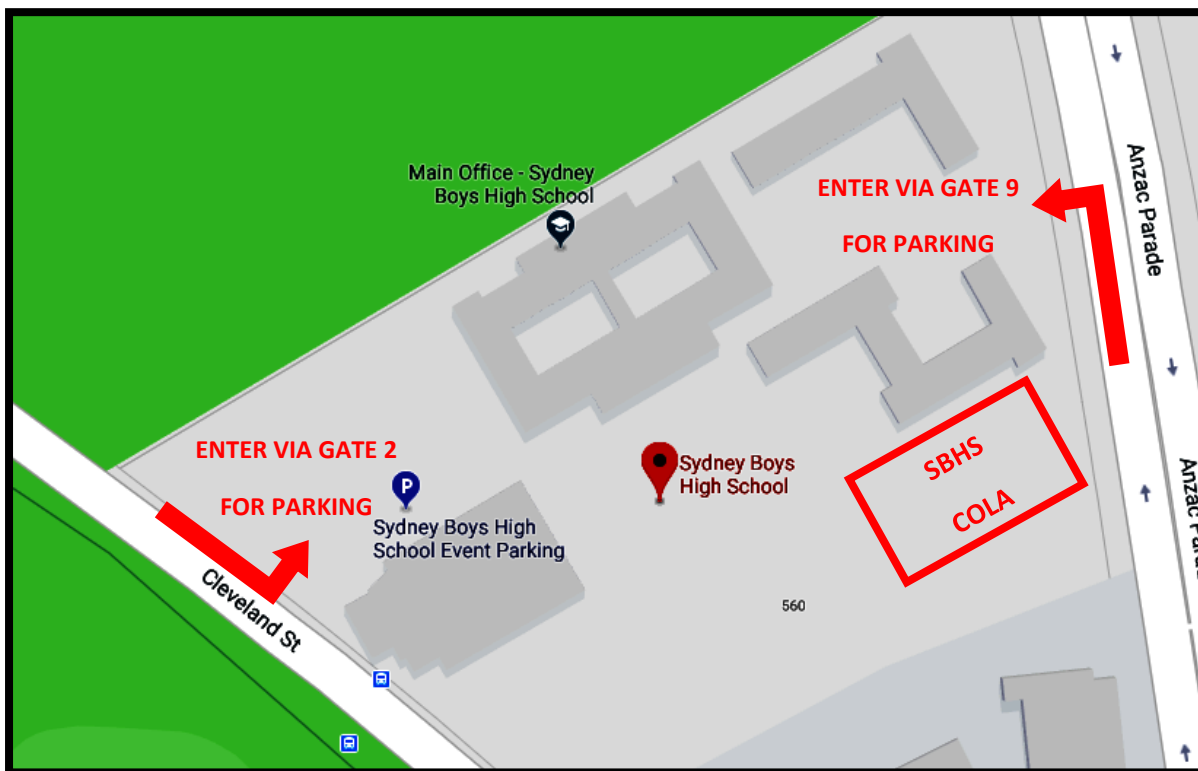 Main Office - Sydney
Boys High School
ENTER VIA GATE 9
FOR PARKING
Anzac Parade
ENTER VIA GATE 2
FOR PARKING
P
Sydney Boys High
School Event Parking
Sydney Boys
High School
SBHS
COLA
Anzac Parade
Cleveland St
560